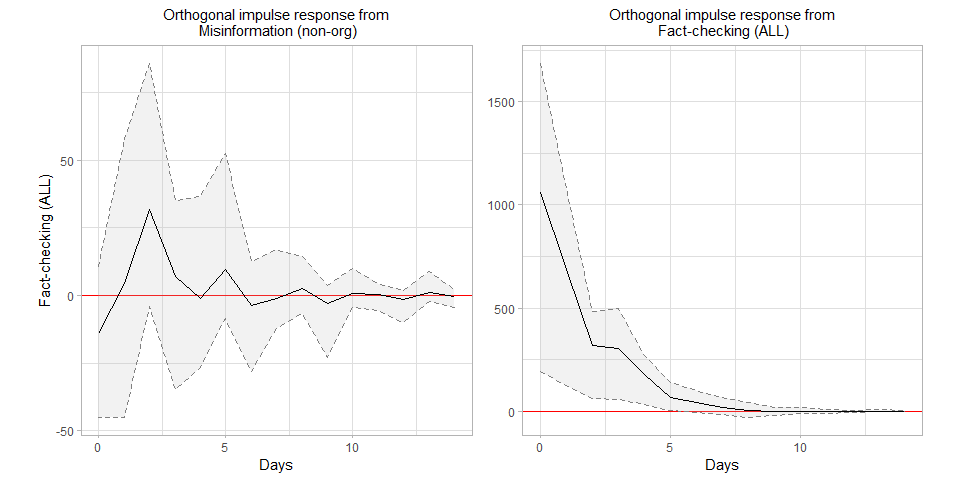 Orthogonal impulse response from
Misinformation (non-org)
Fact-checking (ALL)
50
0
-50
0
5
10
Days
Orthogonal impulse response from
Fact-checking (ALL)
1500
1000
500
0
0
5
10
Days